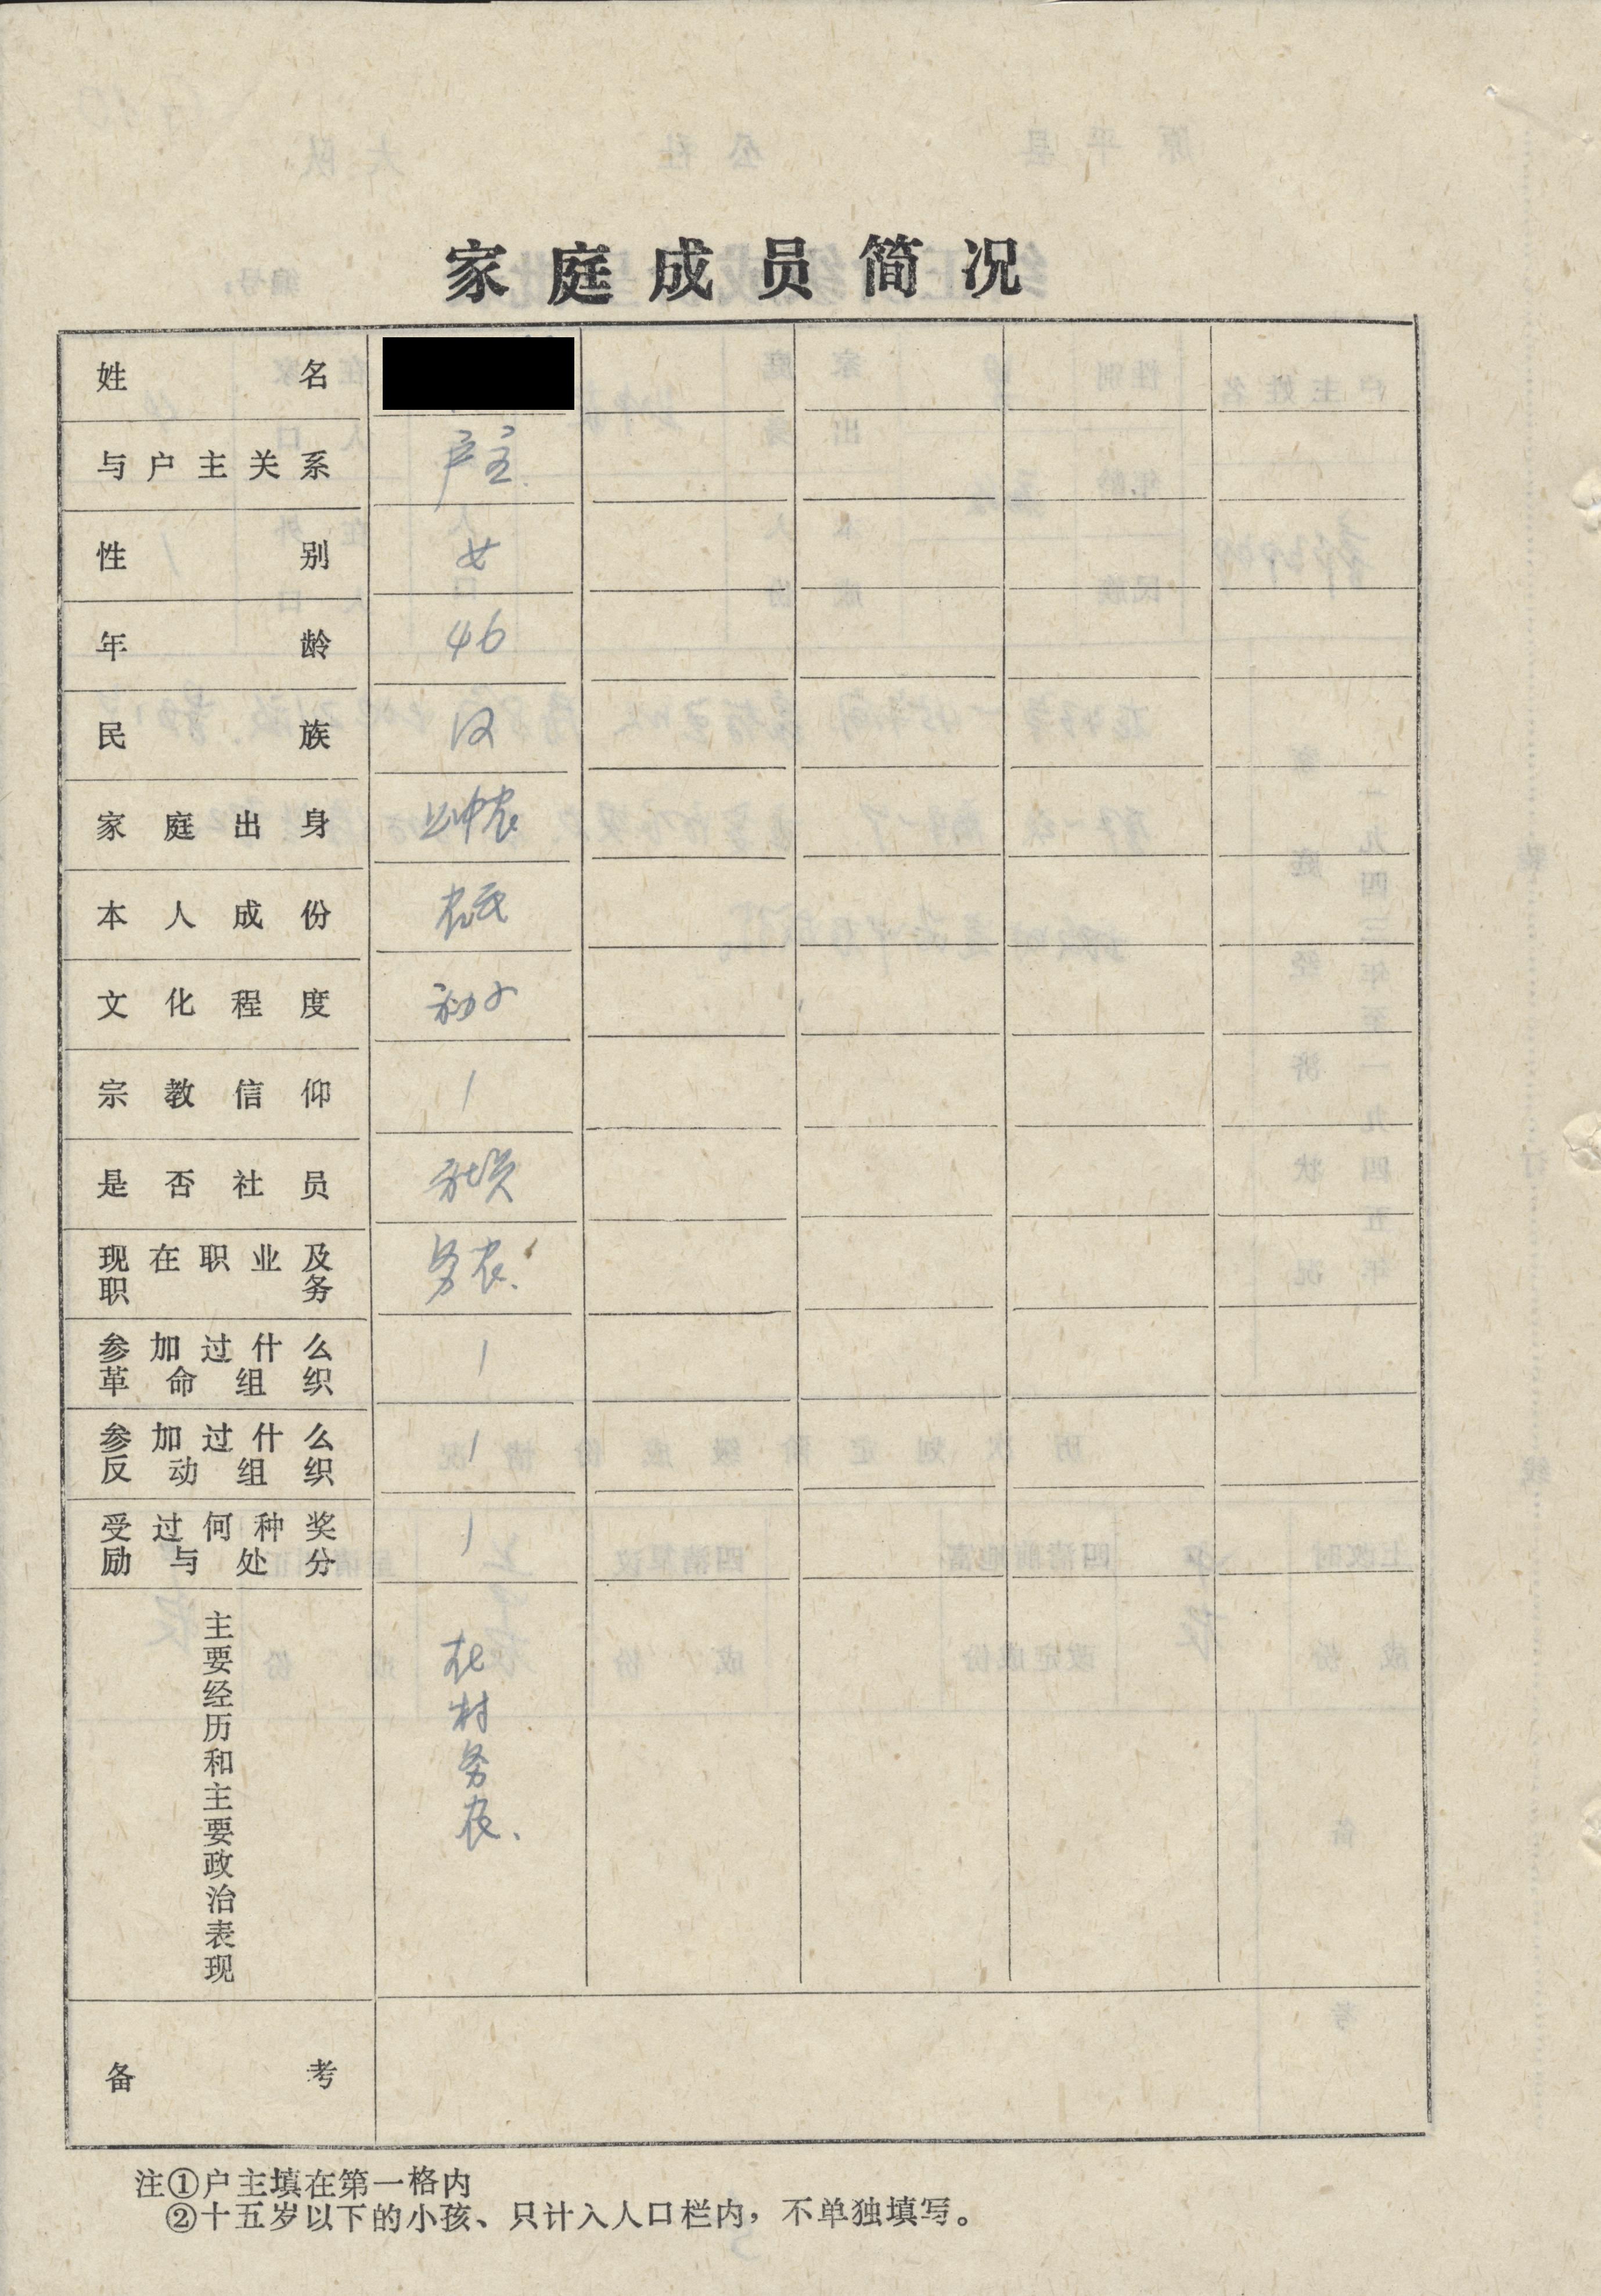 家庭成员简况
姓名
与户主关系 户主
性别 女
年龄 46
民族 汉
家庭出身 上中农
本人成份 农民
文化程度 初小
宗教信仰 /
是否社员 社员
现在职业及职务 务农、
参加过什么革命组织 /
参加过什么反动组织 /
受过何种奖励与处分 /
主要经历和主要政治表现 在村务农、
备考
注①户主填在第一格内
②十五岁以下的小孩、只计入人口栏内，不单独填写。